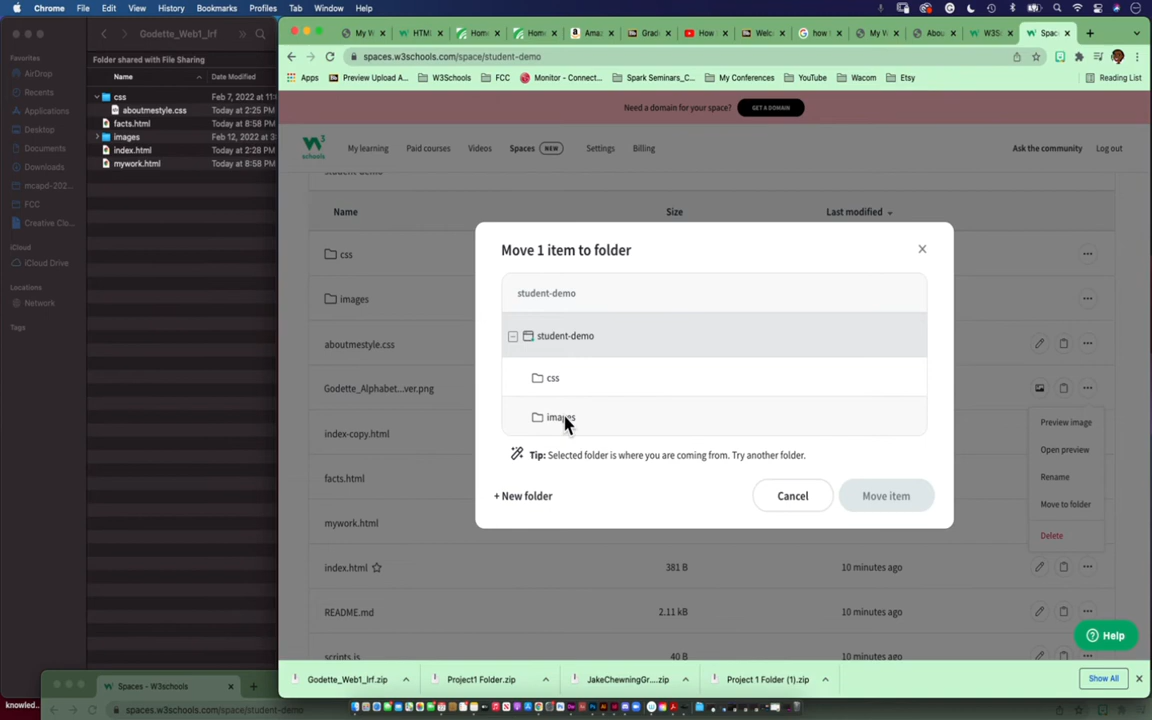 Chrome File Edit View History Bookmarks Profiles Tab Window Help
Godette_Web1_lrf
Favorites
AirDrop
Recents
Applications
Desktop
Documents
Downloads
mcapd-202...
FCC
Creative Clo...
iCloud
iCloud Drive
Locations
Network
Tags
Folder shared with File Sharing
Name Date Modified
css Feb 7, 2022 at 11:
aboutmestyle.css Today at 2:25 PM
facts.html Today at 8:58 PM
images Feb 12, 2022 at 3:
index.html Today at 2:28 PM
mywork.html Today at 8:58 PM
My W HTM Home Home Amaz Grade How Welc how My W Abou W3S Spac
spaces.w3schools.com/space/student-demo
Apps Preview Upload A... W3Schools FCC Monitor - Connect... Spark Seminars_C... My Conferences YouTube Wacom Etsy Reading List
Need a domain for your space? GET A DOMAIN
W3 schools My learning Paid courses Videos Spaces NEW Settings Billing Ask the community Log out
student-demo
Name Size Last modified
css
images
aboutmestyle.css
Godette_Alphabet...ver.png
index-copy.html
facts.html
mywork.html
index.html 381 B 10 minutes ago
README.md 2.11 kB 10 minutes ago
scripts.js 40 B 10 minutes ago
Preview image
Open preview
Rename
Move to folder
Delete
Move 1 item to folder
student-demo
student-demo
css
images
Tip: Selected folder is where you are coming from. Try another folder.
+ New folder Cancel Move item
Help
Godette_Web1_lrf.zip Project1 Folder.zip JakeChewningGr....zip Project 1 Folder (1).zip Show All
Spaces - W3schools
spaces.w3schools.com/space/student-demo
knowled..